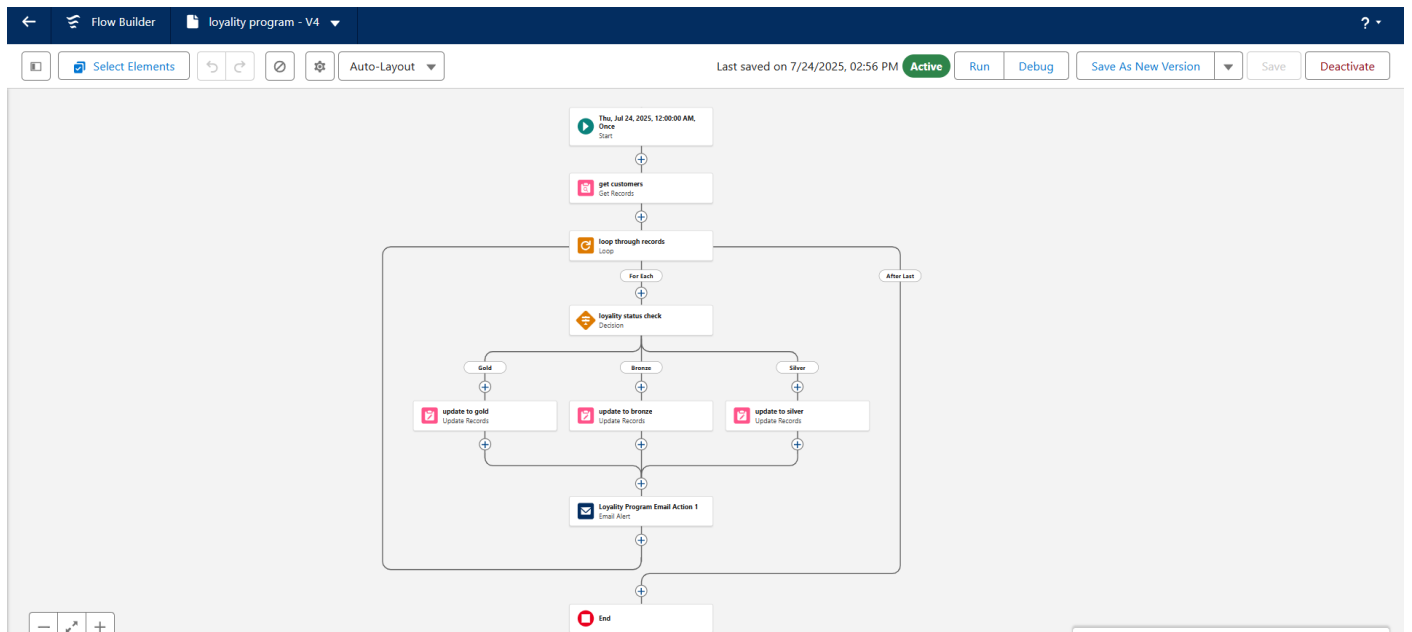 Flow Builder
loyality program - V4
?
Select Elements
Auto-Layout
Last saved on 7/24/2025, 02:56 PM
Active
Run
Debug
Save As New Version
Save
Deactivate
Thu, Jul 24, 2025, 12:00:00 AM,
Once
Start
get customers
Get Records
loop through records
Loop
For Each
After Last
loyality status check
Decision
Gold
Bronze
Silver
update to gold
Update Records
update to bronze
Update Records
update to silver
Update Records
Loyality Program Email Action 1
Email Alert
End